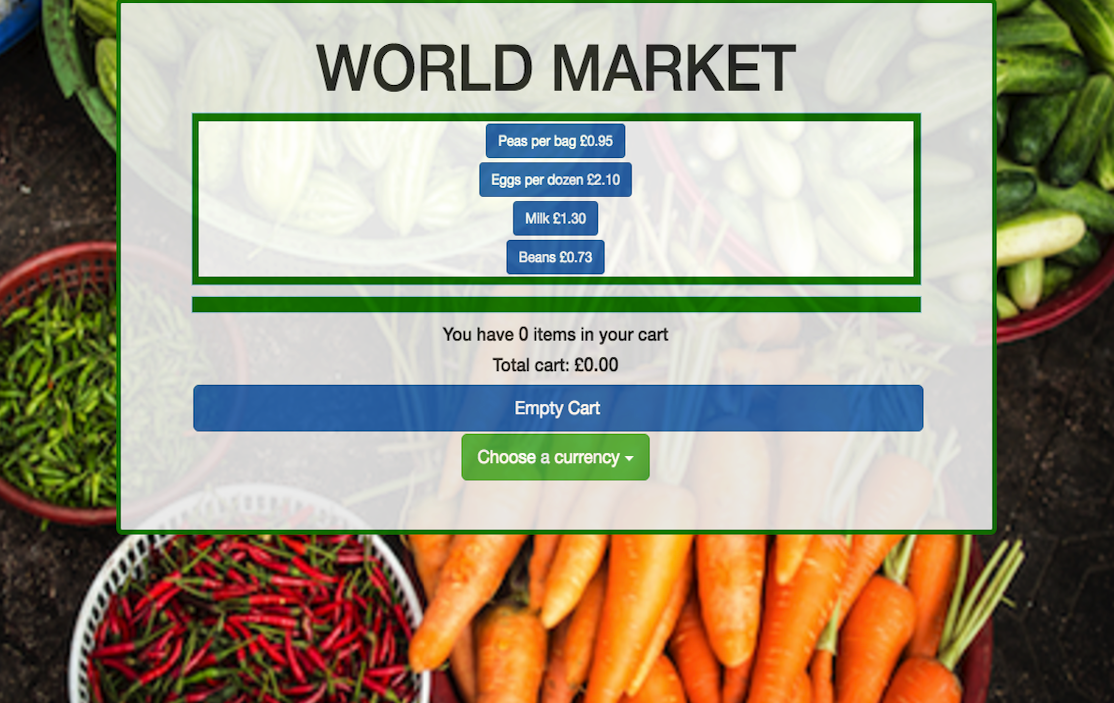 WORLD MARKET
Peas per bag £0.95
Eggs per dozen £2.10
Milk £1.30
Beans £0.73
You have 0 items in your cart
Total cart: £0.00
Empty Cart
Choose a currency